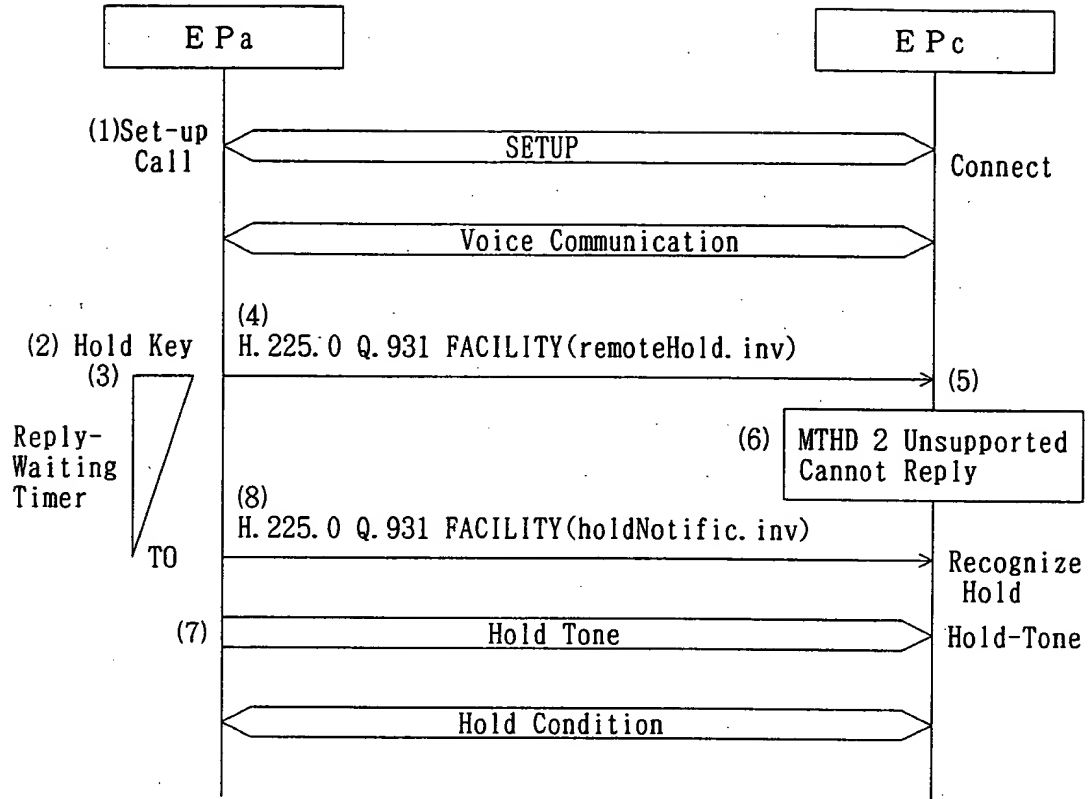 EPa
EPc
(1)Set-up
Call
SETUP
Connect
Voice Communication
(4)
(2) Hold Key
H.225.0 Q.931 FACILITY(remoteHold.inv)
(3)
(5)
Reply-
Waiting
Timer
(6)
MTHD 2 Unsupported
Cannot Reply
(8)
H.225.0 Q.931 FACILITY(holdNotific.inv)
TO
Recognize
Hold
(7)
Hold Tone
Hold-Tone
Hold Condition